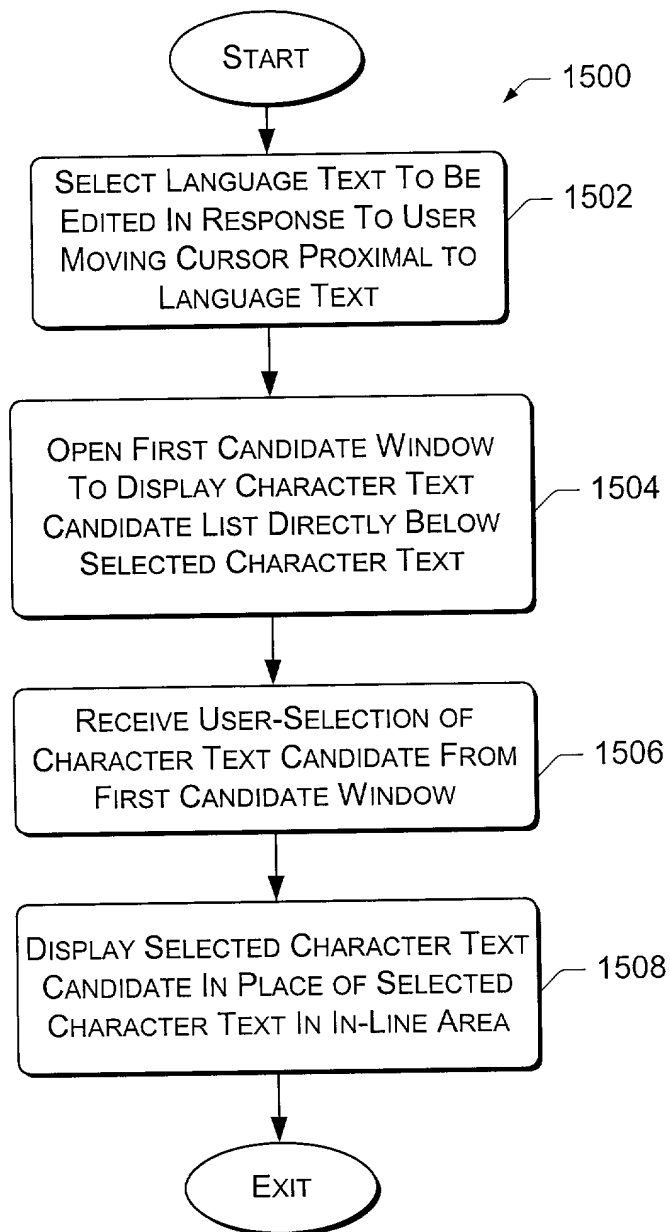 START
1500
SELECT LANGUAGE TEXT TO BE
EDITED IN RESPONSE TO USER
MOVING CURSOR PROXIMAL TO
LANGUAGE TEXT
1502
OPEN FIRST CANDIDATE WINDOW
TO DISPLAY CHARACTER TEXT
CANDIDATE LIST DIRECTLY BELOW
SELECTED CHARACTER TEXT
1504
RECEIVE USER-SELECTION OF
CHARACTER TEXT CANDIDATE FROM
FIRST CANDIDATE WINDOW
1506
DISPLAY SELECTED CHARACTER TEXT
CANDIDATE IN PLACE OF SELECTED
CHARACTER TEXT IN IN-LINE AREA
1508
EXIT